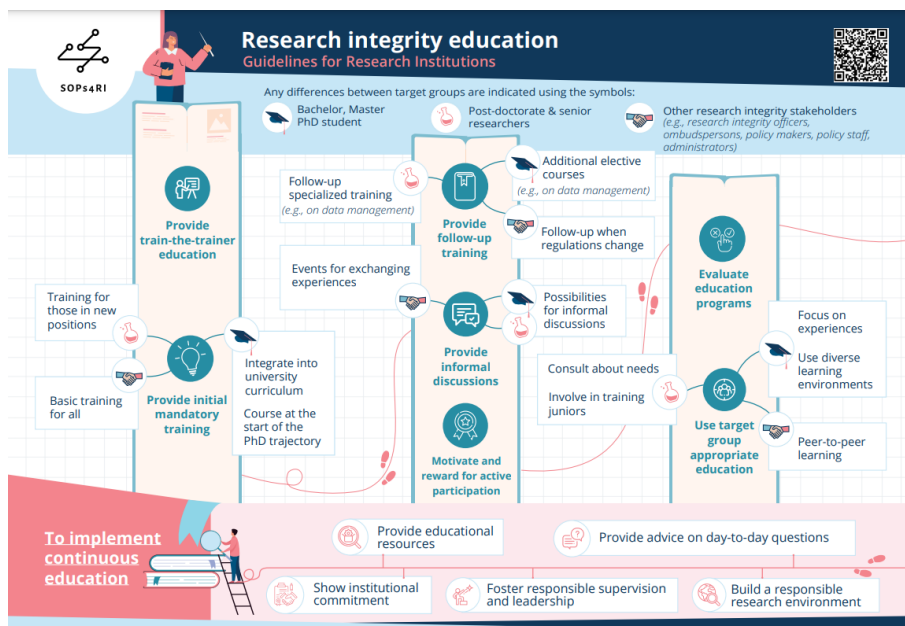 SOPs4RI
Research integrity education
Guidelines for Research Institutions
Any differences between target groups are indicated using the symbols:
Bachelor, Master
PhD student
Post-doctorate & senior
researchers
Other research integrity stakeholders
(e.g., research integrity officers,
ombudspersons, policy makers, policy staff,
administrators)
Provide
train-the-trainer
education
Training for
those in new
positions
Basic training
for all
Provide initial
mandatory
training
Integrate into
university
curriculum
Course at the
start of the
PhD trajectory
Follow-up
specialized training
(e.g., on data management)
Provide
follow-up
training
Additional elective
courses
(e.g., on data management)
Follow-up when
regulations change
Events for exchanging
experiences
Provide
informal
discussions
Possibilities
for informal
discussions
Motivate and
reward for active
participation
Evaluate
education
programs
Consult about needs
Involve in training
juniors
Use target
group
appropriate
education
Focus on
experiences
Use diverse
learning
environments
Peer-to-peer
learning
To implement
continuous
education
Provide educational
resources
Provide advice on day-to-day questions
Show institutional
commitment
Foster responsible supervision
and leadership
Build a responsible
research environment